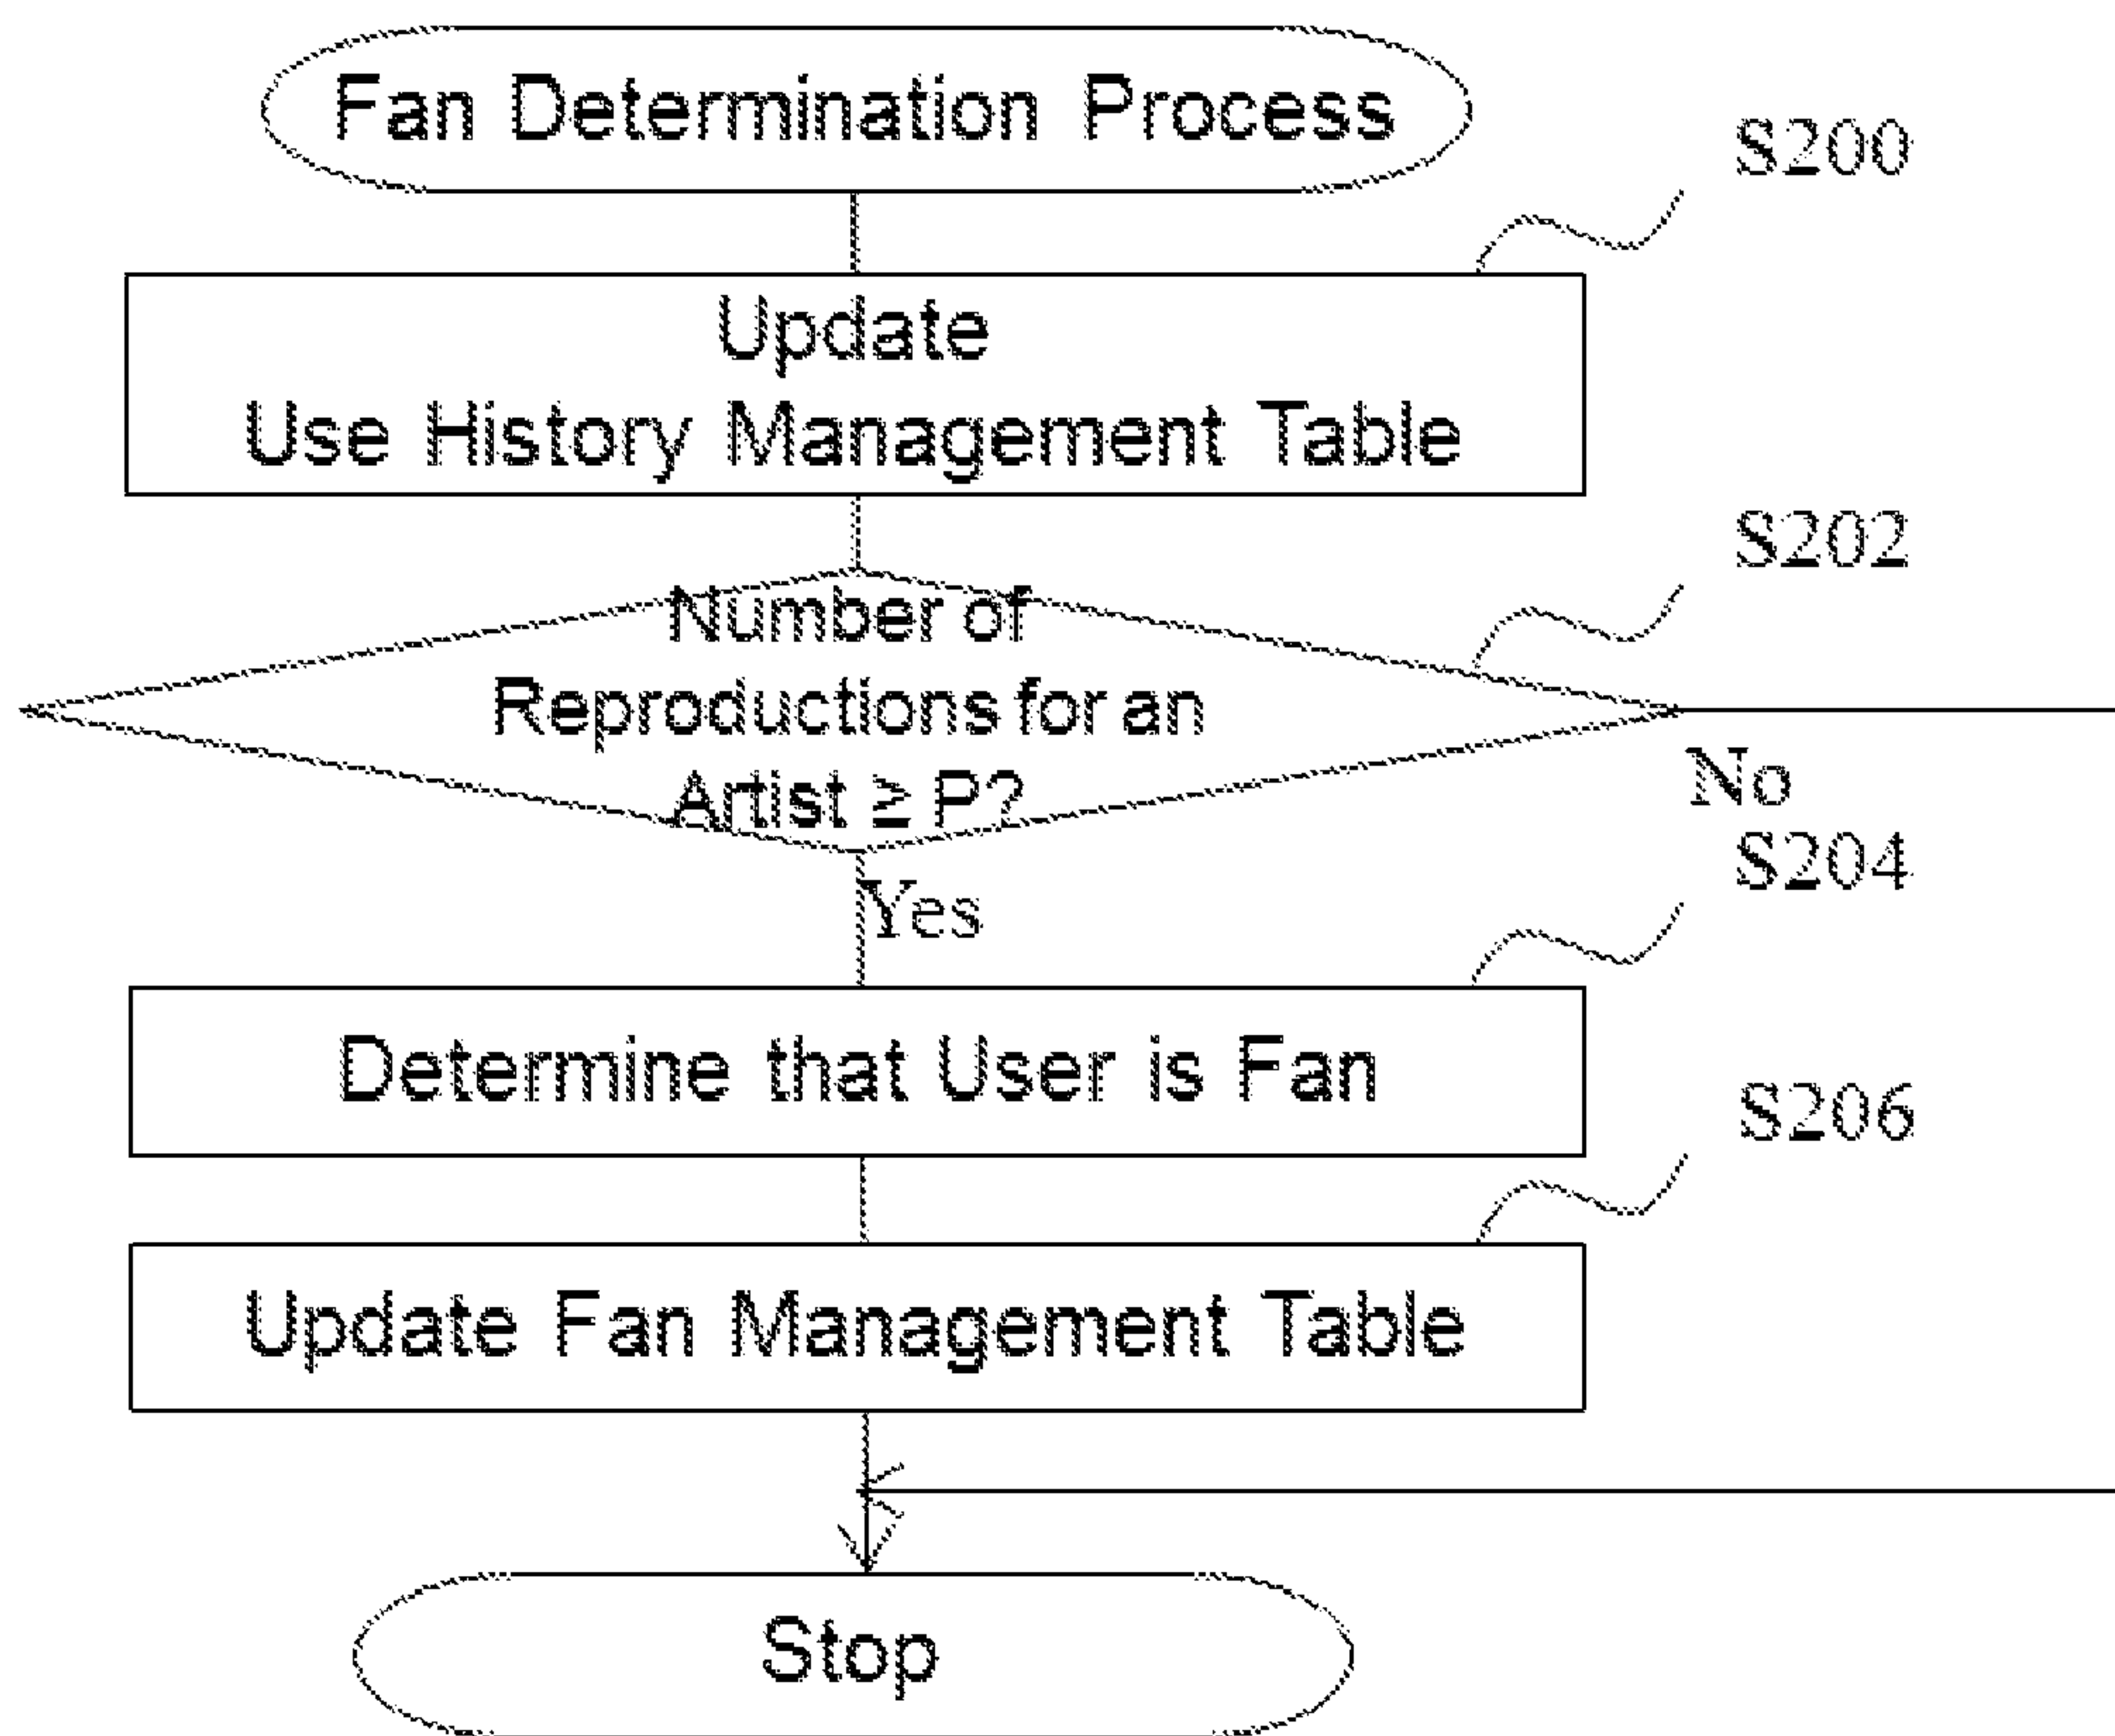 Fan Determination Process
S200
Update
Use History Management Table
S202
Number of
Reproductions for an
Artist ≥ P?
No
Yes
S204
Determine that User is Fan
S206
Update Fan Management Table
Stop